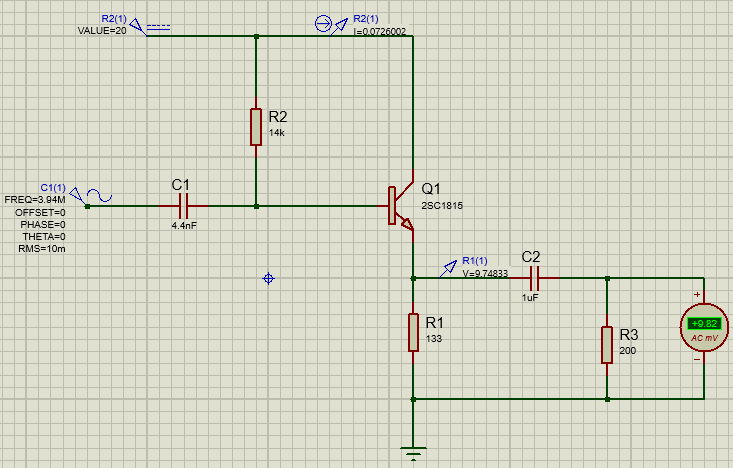 R2(1)
VALUE=20
R2(1)
I=0.0726002
R2
14k
C1(1)
FREQ=3.94M
OFFSET=0
PHASE=0
THETA=0
RMS=10m
C1
4.4nF
Q1
2SC1815
R1(1)
V=9.74833
C2
1uF
R1
133
R3
200
+
+9.82
AC mV
−